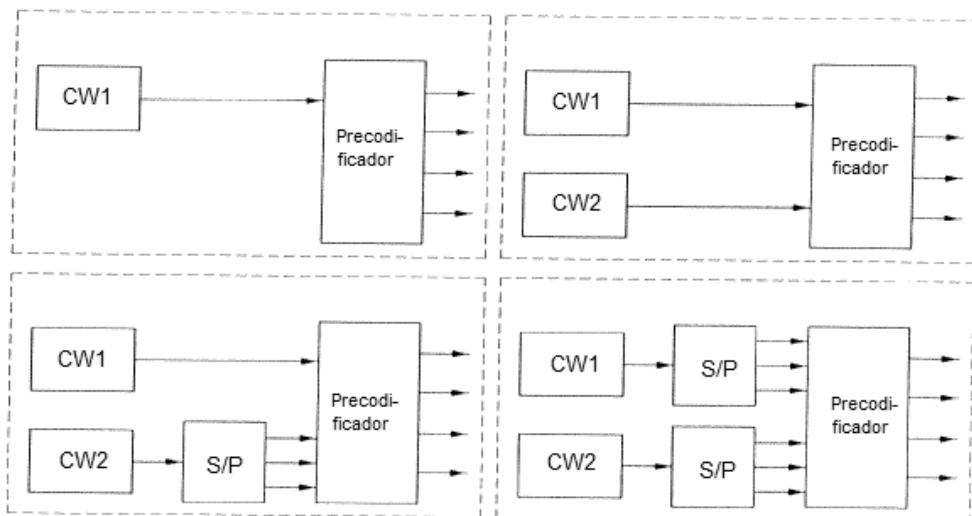 CW1
Precodi-
ficador
CW1
CW2
Precodi-
ficador
CW1
CW2
S/P
Precodi-
ficador
CW1
CW2
S/P
S/P
Precodi-
ficador